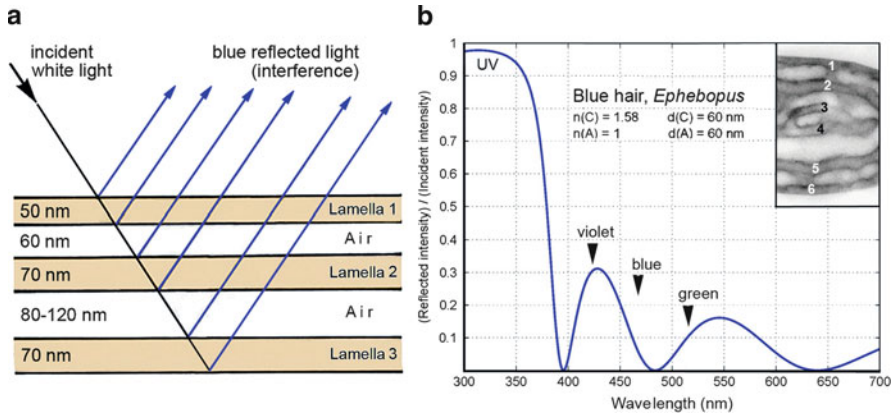 a
incident
white light
blue reflected light
(interference)
50 nm
Lamella 1
60 nm
Air
70 nm
Lamella 2
80-120 nm
Air
70 nm
Lamella 3
b
(Reflected intensity) / (Incident intensity)
1
0.9
0.8
0.7
0.6
0.5
0.4
0.3
0.2
0.1
UV
Blue hair, Ephebopus
n(C) = 1.58 d(C) = 60 nm
n(A) = 1 d(A) = 60 nm
1
2
3
4
5
6
violet
blue
green
300 350 400 450 500 550 600 650 700
Wavelength (nm)